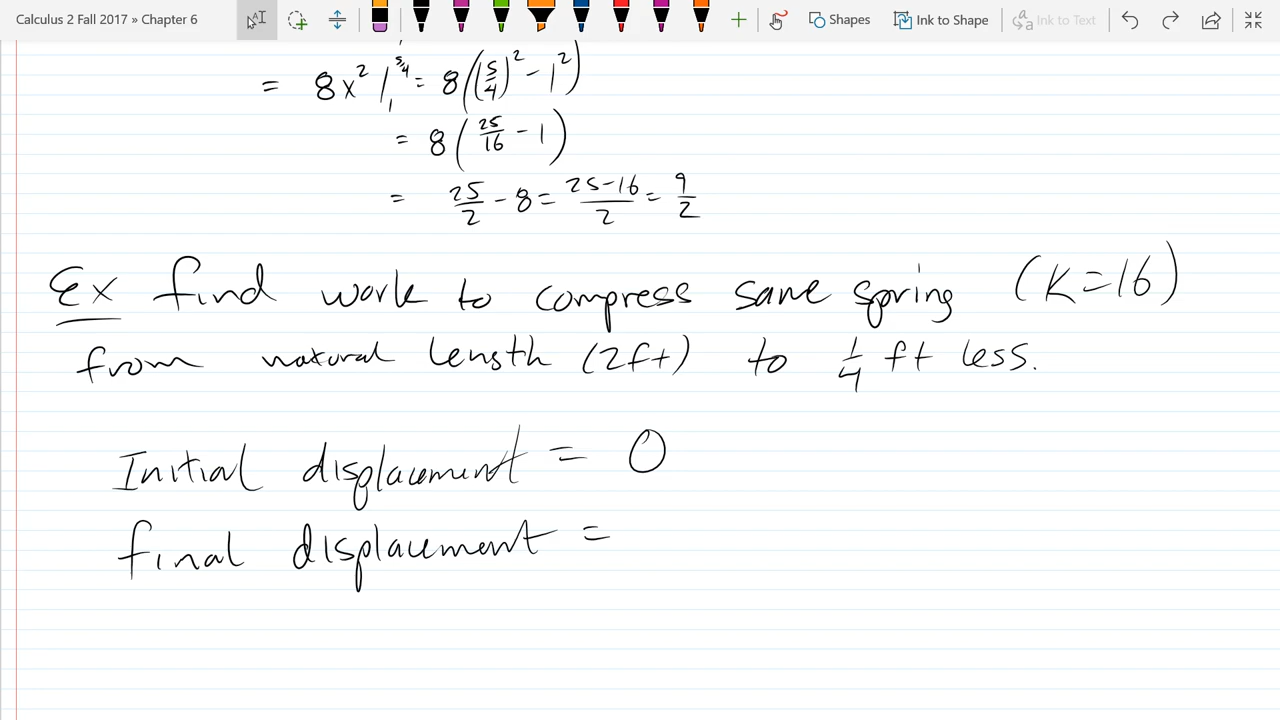 Calculus 2 Fall 2017 » Chapter 6
Shapes
Ink to Shape
Ink to Text
= 8x² |₁^5/4 = 8((5/4)² - 1²)
= 8(25/16 - 1)
= 25/2 - 8 = 25-16/2 = 9/2
Ex find work to compress same spring (K=16)
from natural length (2ft) to 1/4 ft less.
Initial displacement = 0
final displacement =